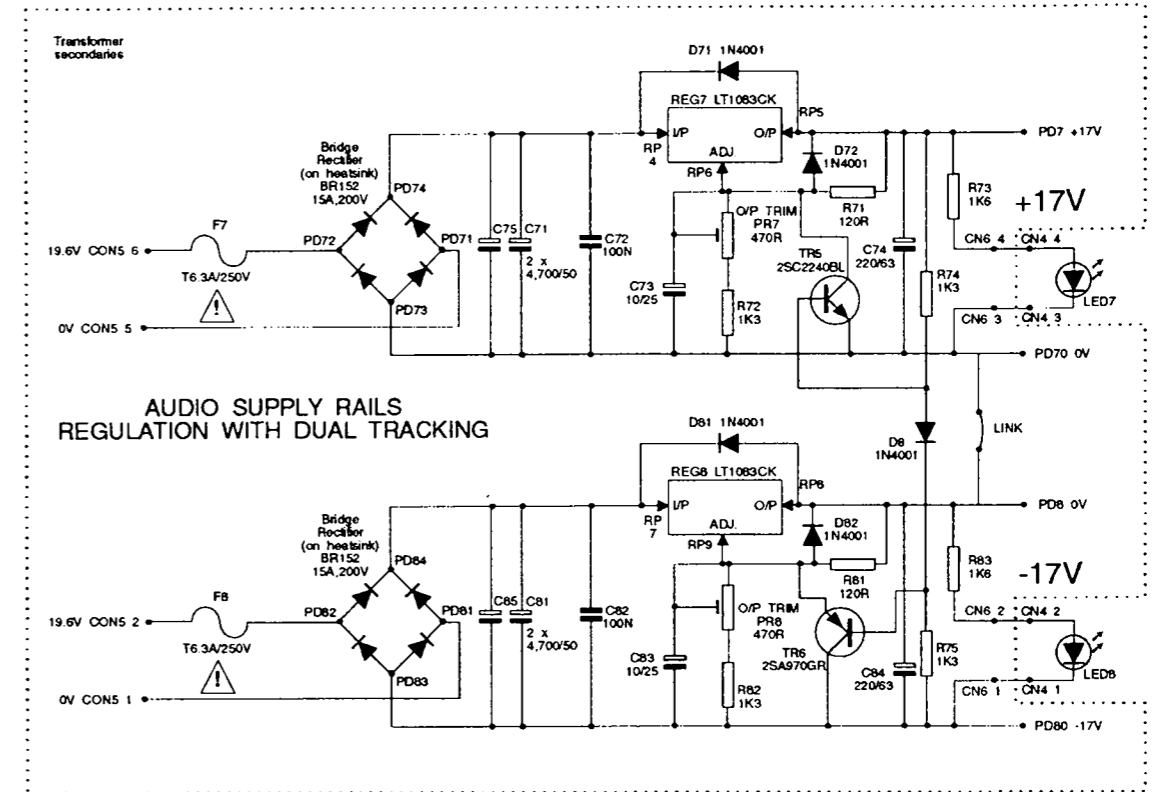 Transformer
secondaries
D71 1N4001
REG7 LT1083CK
RP5
I/P
O/P
ADJ.
RP
4
RP6
D72
1N4001
PD7 +17V
Bridge
Rectifier
(on heatsink)
BR152
15A,200V
PD74
R71
120R
R73
1K6
+17V
F7
O/P TRIM
PR7
470R
19.6V CON5 6
PD72
PD71
C75
C71
2 x
4,700/50
C72
100N
TR5
2SC2240BL
C74
220/63
CN6 4
CN4 4
T6.3A/250V
!
C73
10/25
R72
1K3
R74
1K3
LED7
PD73
CN6 3
CN4 3
0V CON5 5
PD70 0V
AUDIO SUPPLY RAILS
REGULATION WITH DUAL TRACKING
D81 1N4001
D8
1N4001
LINK
REG8 LT1083CK
RP8
I/P
O/P
ADJ.
RP
7
RP9
D82
1N4001
PD8 0V
Bridge
Rectifier
(on heatsink)
BR152
15A,200V
PD84
R81
120R
R83
1K6
-17V
F8
O/P TRIM
PR8
470R
19.6V CON5 2
PD82
PD81
C85
C81
2 x
4,700/50
C82
100N
CN6 2
CN4 2
T6.3A/250V
!
C83
10/25
TR6
2SA970GR
C84
220/63
R75
1K3
LED8
PD83
R82
1K3
CN6 1
CN4 1
0V CON5 1
PD80 -17V